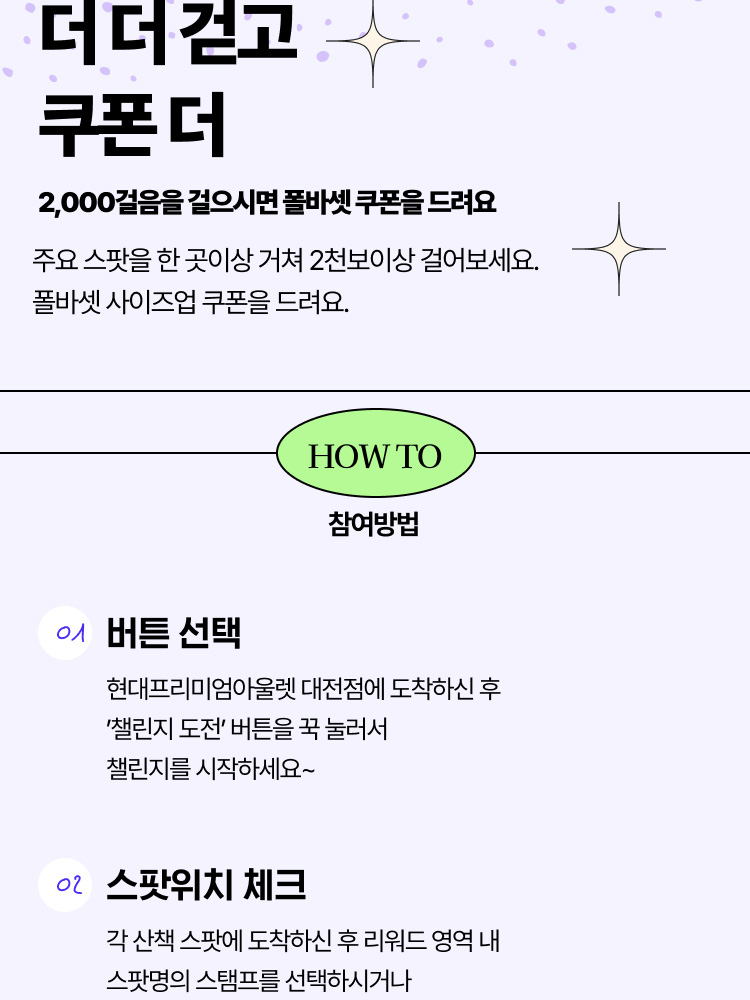 더 더 걷고
쿠폰 더
2,000걸음을 걸으시면 폴바셋 쿠폰을 드려요
주요 스팟을 한 곳이상 거쳐 2천보이상 걸어보세요.
폴바셋 사이즈업 쿠폰을 드려요.
HOW TO
참여방법
01 버튼 선택
현대프리미엄아울렛 대전점에 도착하신 후
'챌린지 도전' 버튼을 꾹 눌러서
챌린지를 시작하세요~
02 스팟위치 체크
각 산책 스팟에 도착하신 후 리워드 영역 내
스팟명의 스탬프를 선택하시거나